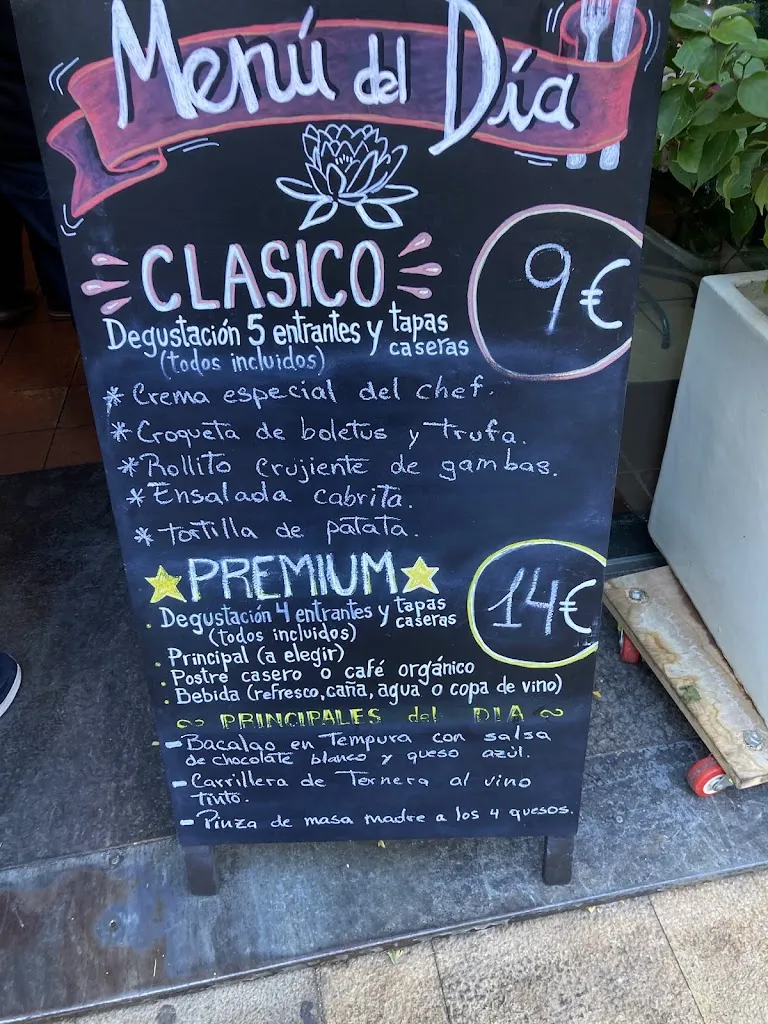 Menú del Día
CLASICO
9€
Degustación 5 entrantes y tapas caseras
(todos incluidos)
* Crema especial del chef.
* Croqueta de boletus y trufa.
* Rollito crujiente de gambas.
* Ensalada cabrita.
* Tortilla de patata.
PREMIUM
14€
Degustación 4 entrantes y tapas caseras
(todos incluidos)
· Principal (a elegir)
· Postre casero o café orgánico
· Bebida (refresco, caña, agua o copa de vino)
~ PRINCIPALES del DIA ~
- Bacalao en Tempura con salsa
de chocolate blanco y queso azúl.
- Carrillera de Ternera al vino
Tinto.
- Pinza de masa madre a los 4 quesos.